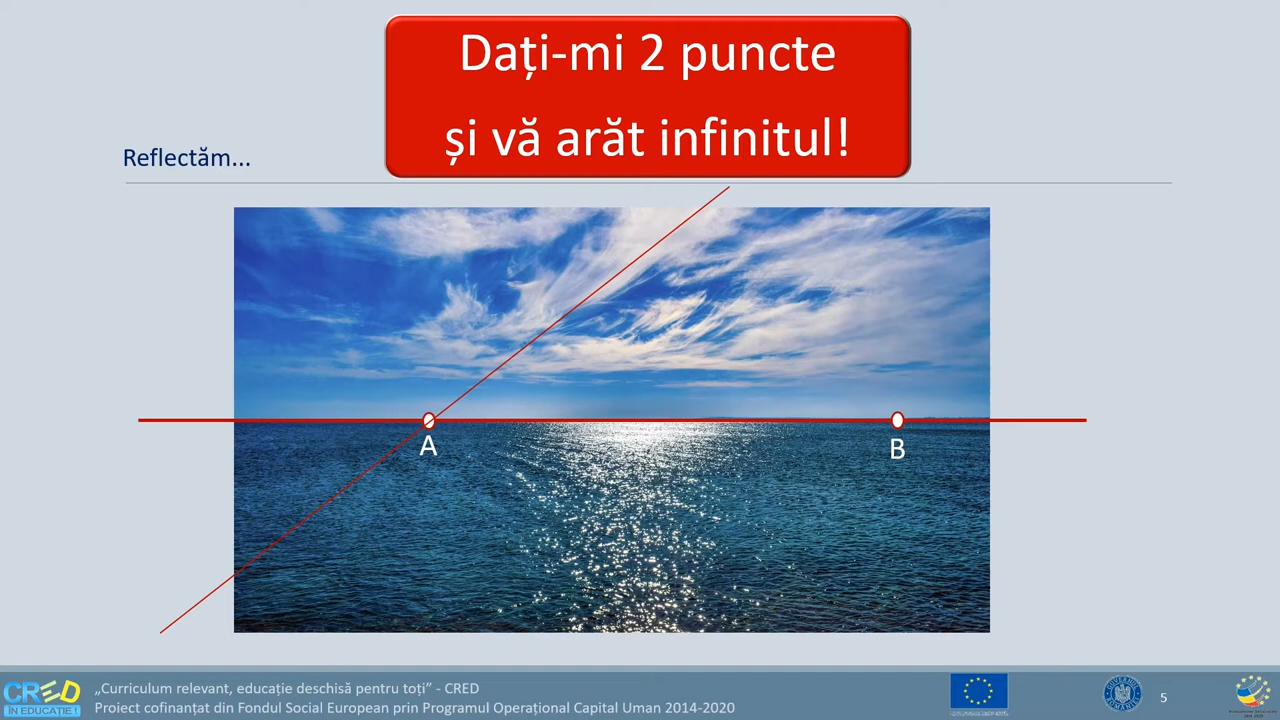 Dați-mi 2 puncte
și vă arăt infinitul!
Reflectăm...
A
B
CRED
ÎN EDUCAȚIE !
„Curriculum relevant, educație deschisă pentru toți” - CRED
Proiect cofinanțat din Fondul Social European prin Programul Operațional Capital Uman 2014-2020
5